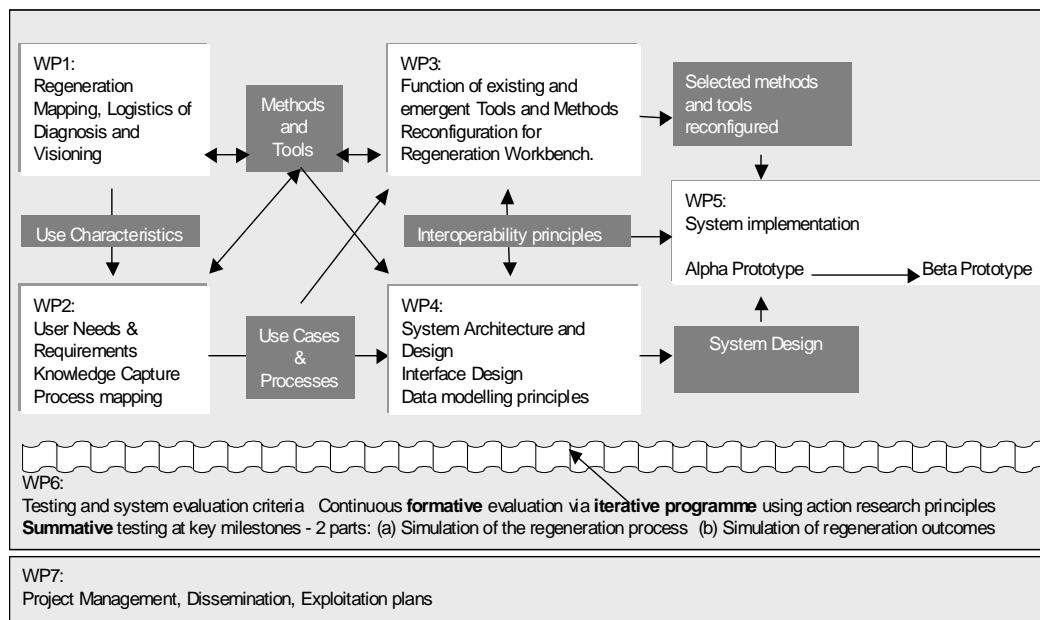 WP1:
Regeneration
Mapping, Logistics of
Diagnosis and
Visioning
Methods
and
Tools
WP3:
Function of existing and
emergent Tools and Methods
Reconfiguration for
Regeneration Workbench.
Selected methods
and tools
reconfigured
Use Characteristics
Interoperability principles
WP5:
System implementation
Alpha Prototype
Beta Prototype
WP2:
User Needs &
Requirements
Knowledge Capture
Process mapping
Use Cases
&
Processes
WP4:
System Architecture and
Design
Interface Design
Data modelling principles
System Design
WP6:
Testing and system evaluation criteria Continuous formative evaluation via iterative programme using action research principles
Summative testing at key milestones - 2 parts: (a) Simulation of the regeneration process (b) Simulation of regeneration outcomes
WP7:
Project Management, Dissemination, Exploitation plans